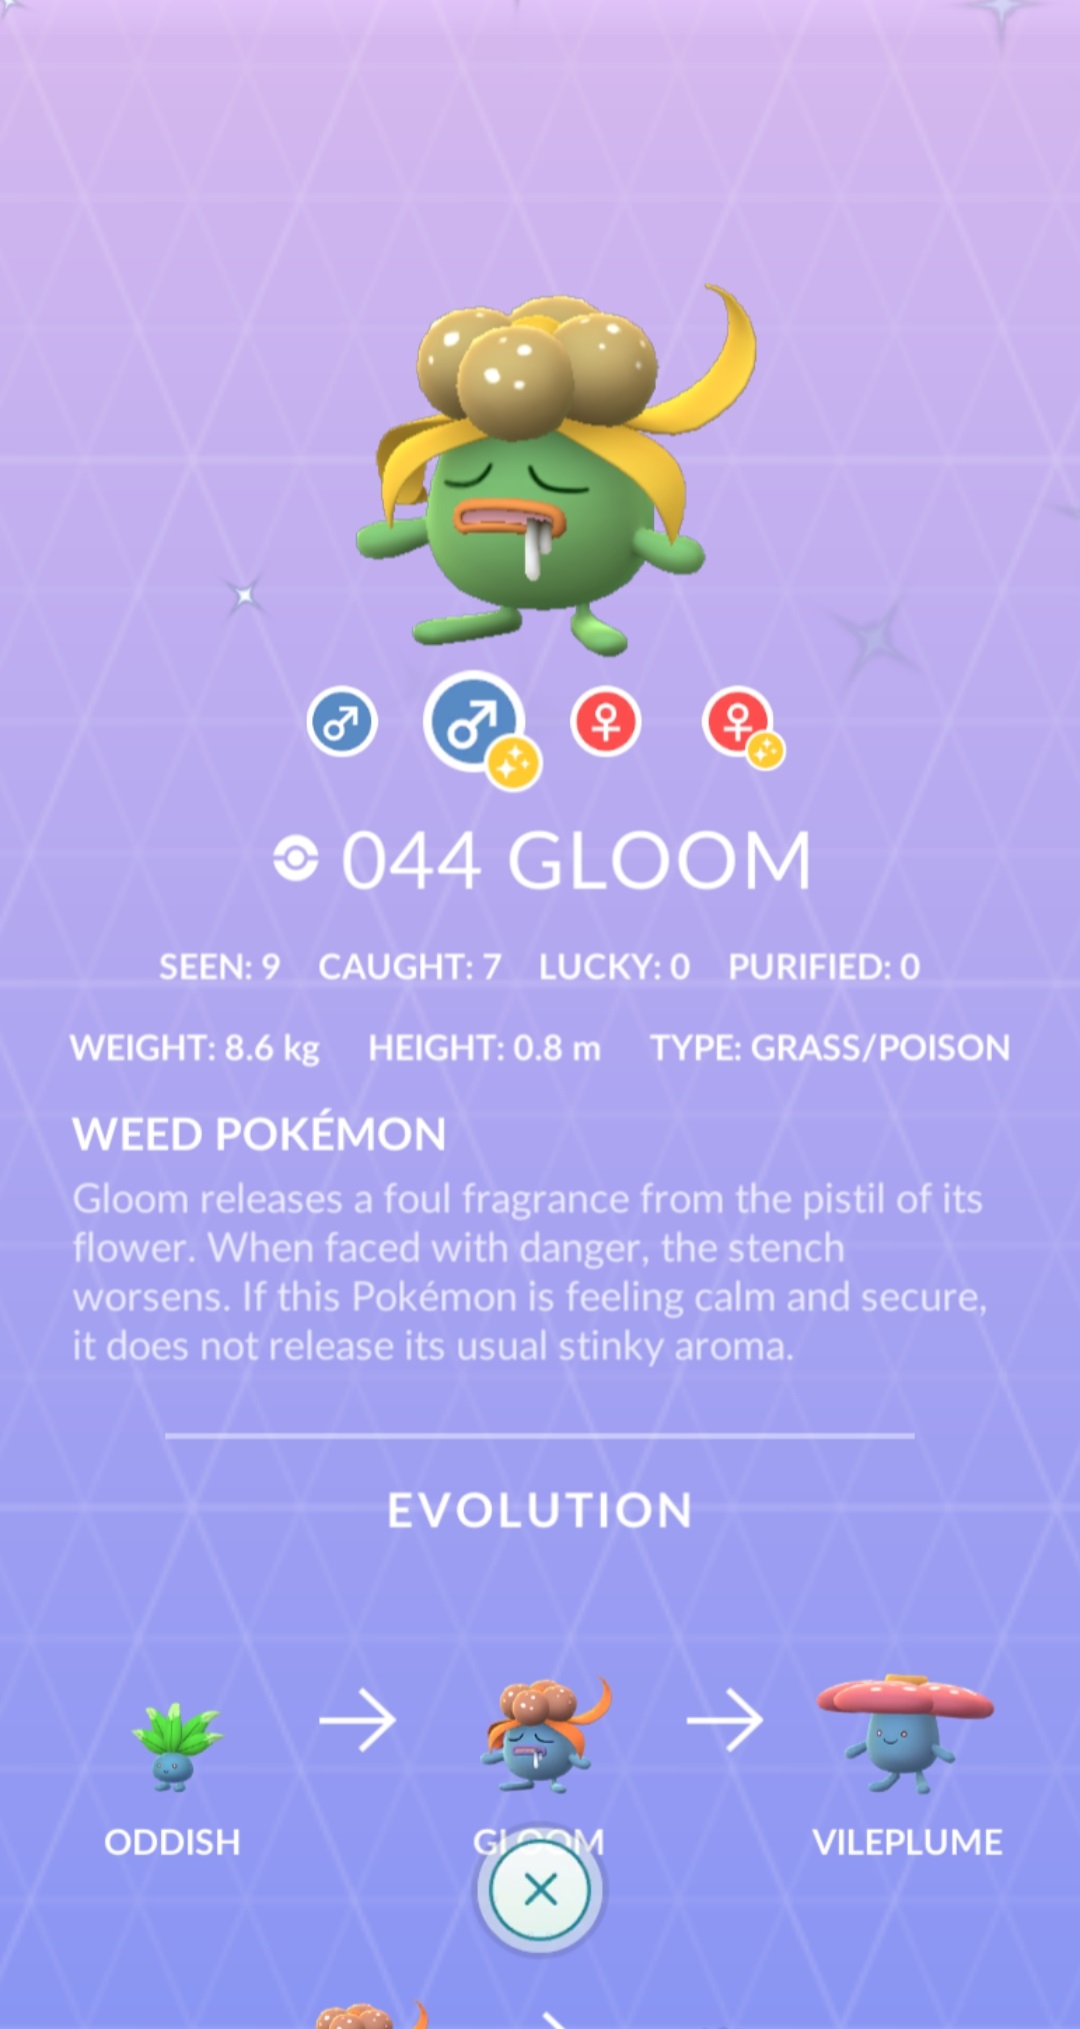 044 GLOOM
SEEN: 9 CAUGHT: 7 LUCKY: 0 PURIFIED: 0
WEIGHT: 8.6 kg HEIGHT: 0.8 m TYPE: GRASS/POISON
WEED POKÉMON
Gloom releases a foul fragrance from the pistil of its
flower. When faced with danger, the stench
worsens. If this Pokémon is feeling calm and secure,
it does not release its usual stinky aroma.
EVOLUTION
ODDISH GLOOM VILEPLUME